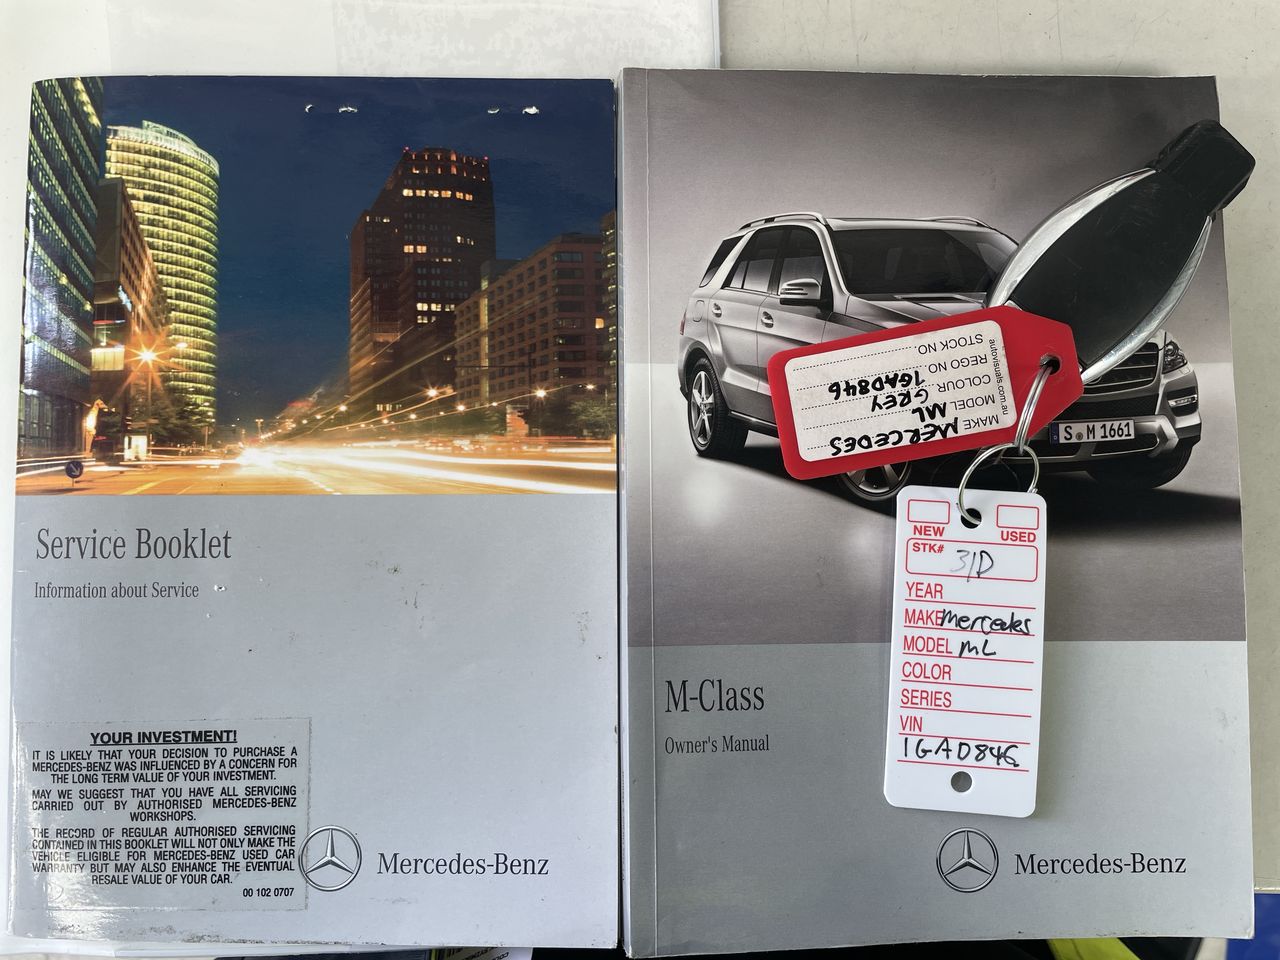 Service Booklet
Information about Service
YOUR INVESTMENT!
IT IS LIKELY THAT YOUR DECISION TO PURCHASE A
MERCEDES-BENZ WAS INFLUENCED BY A CONCERN FOR
THE LONG TERM VALUE OF YOUR INVESTMENT.
MAY WE SUGGEST THAT YOU HAVE ALL SERVICING
CARRIED OUT BY AUTHORISED MERCEDES-BENZ
WORKSHOPS.
THE RECORD OF REGULAR AUTHORISED SERVICING
CONTAINED IN THIS BOOKLET WILL NOT ONLY MAKE THE
VEHICLE ELIGIBLE FOR MERCEDES-BENZ USED CAR
WARRANTY BUT MAY ALSO ENHANCE THE EVENTUAL
RESALE VALUE OF YOUR CAR.
00 102 0707
Mercedes-Benz
autovisuals.com.au
MAKE MERCEDES
MODEL ML
COLOUR GREY
REGO NO. 1GAD846
STOCK NO.
S M 1661
NEW USED
STK# 31D
YEAR
MAKE mercedes
MODEL ML
COLOR
SERIES
VIN
1GAD846
M-Class
Owner's Manual
Mercedes-Benz